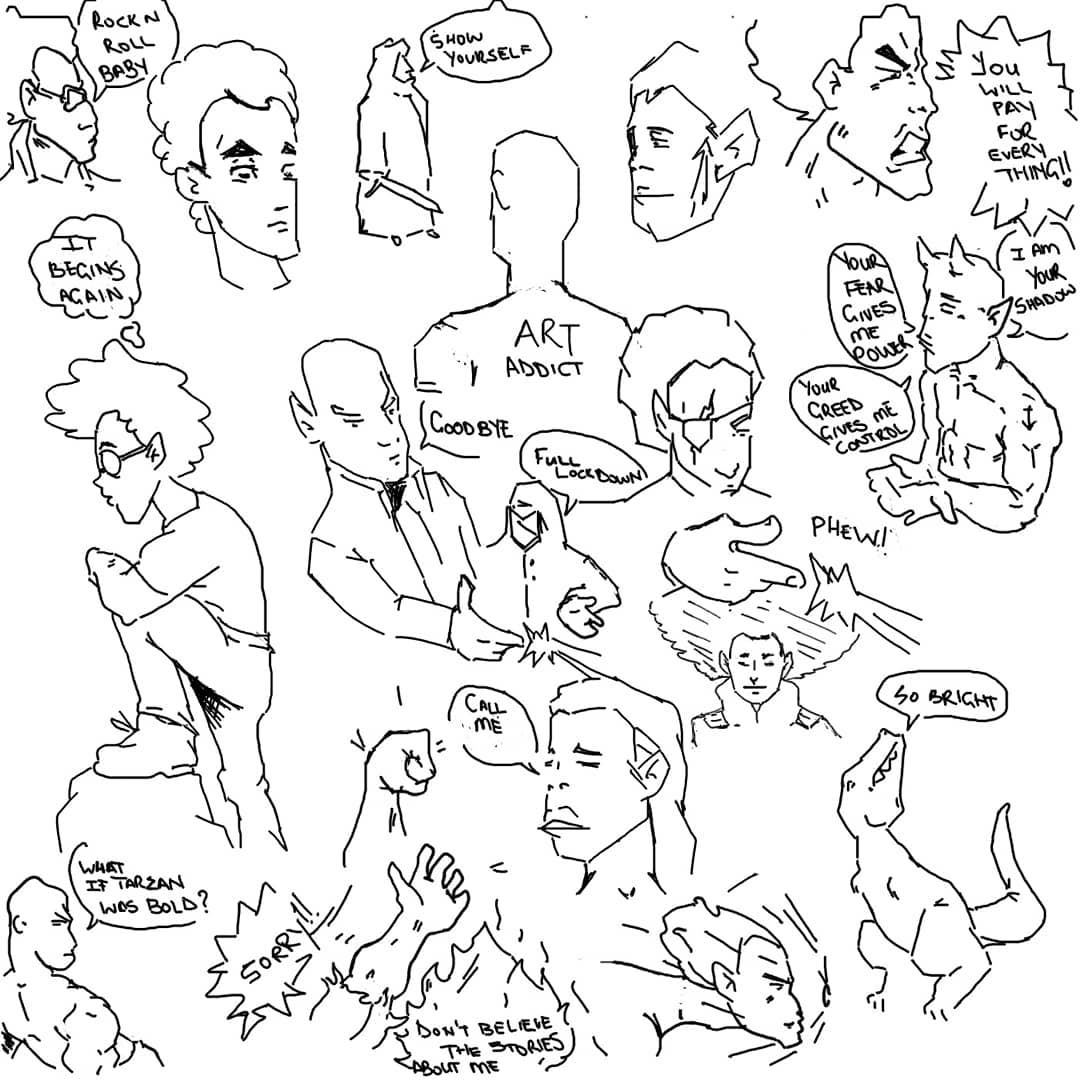 ROCK N
ROLL
BABY
SHOW
YOURSELF
YOU
WILL
PAY
FOR
EVERY
THING!!
IT
BEGINS
AGAIN
ART
ADDICT
GOODBYE
FULL
LOCKDOWN
I AM
YOUR
SHADOW
YOUR
FEAR
GIVES
ME
POWER
YOUR
GREED
GIVES ME
CONTROL
PHEW!
CALL
ME
SO BRIGHT
WHAT
IF TARZAN
WAS BOLD?
SORRY!
DON'T BELIEVE
THE STORIES
ABOUT ME